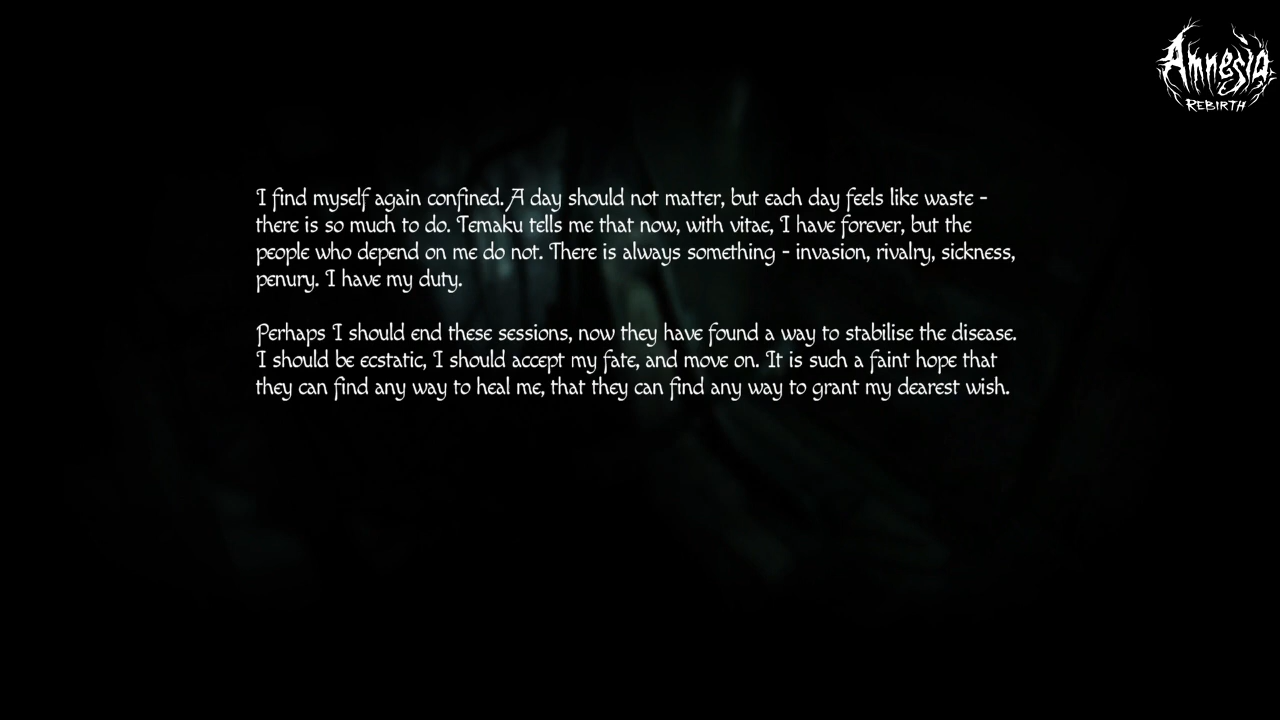 Amnesia
REBIRTH
I find myself again confined. A day should not matter, but each day feels like waste -
there is so much to do. Temaku tells me that now, with vitae, I have forever, but the
people who depend on me do not. There is always something - invasion, rivalry, sickness,
penury. I have my duty.
Perhaps I should end these sessions, now they have found a way to stabilise the disease.
I should be ecstatic, I should accept my fate, and move on. It is such a faint hope that
they can find any way to heal me, that they can find any way to grant my dearest wish.